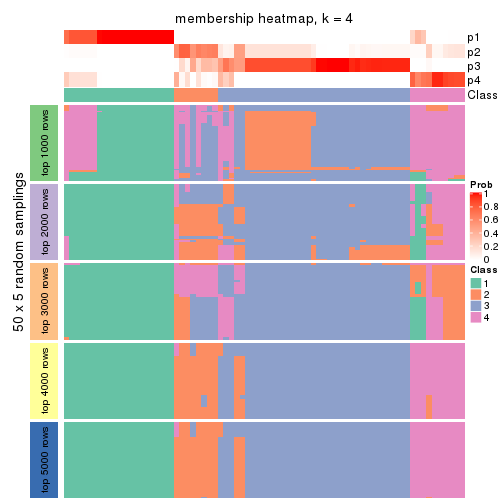 membership heatmap, k = 4
p1
p2
p3
p4
Class
50 x 5 random samplings
top 1000 rows
top 2000 rows
top 3000 rows
top 4000 rows
top 5000 rows
Prob
1
0.8
0.6
0.4
0.2
0
Class
1
2
3
4